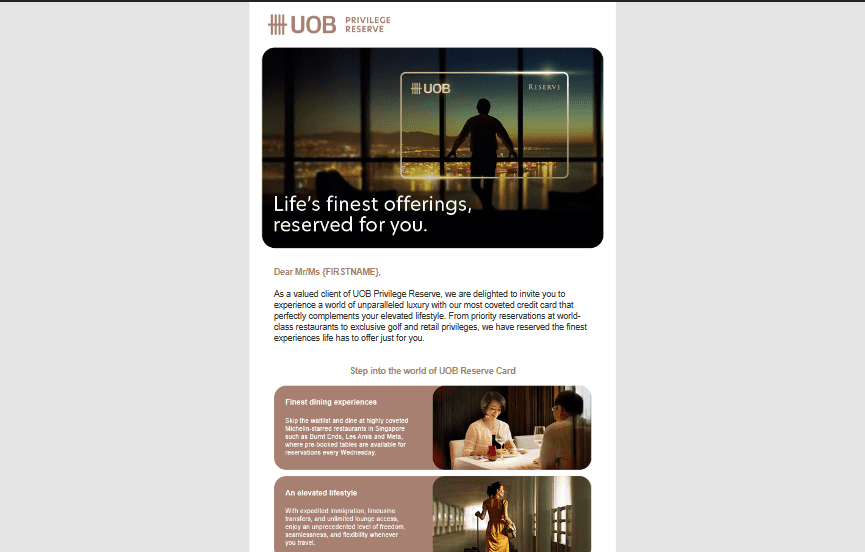 UOB PRIVILEGE
RESERVE
UOB RESERVE
Life's finest offerings,
reserved for you.
Dear Mr/Ms {FIRSTNAME},
As a valued client of UOB Privilege Reserve, we are delighted to invite you to
experience a world of unparalleled luxury with our most coveted credit card that
perfectly complements your elevated lifestyle. From priority reservations at world-
class restaurants to exclusive golf and retail privileges, we have reserved the finest
experiences life has to offer just for you.
Step into the world of UOB Reserve Card
Finest dining experiences
Skip the waitlist and dine at highly coveted
Michelin-starred restaurants in Singapore
such as Burnt Ends, Les Amis and Meta,
where pre-booked tables are available for
reservations every Wednesday.
An elevated lifestyle
With expedited immigration, limousine
transfers, and unlimited lounge access,
enjoy an unprecedented level of freedom,
seamlessness, and flexibility whenever
you travel.